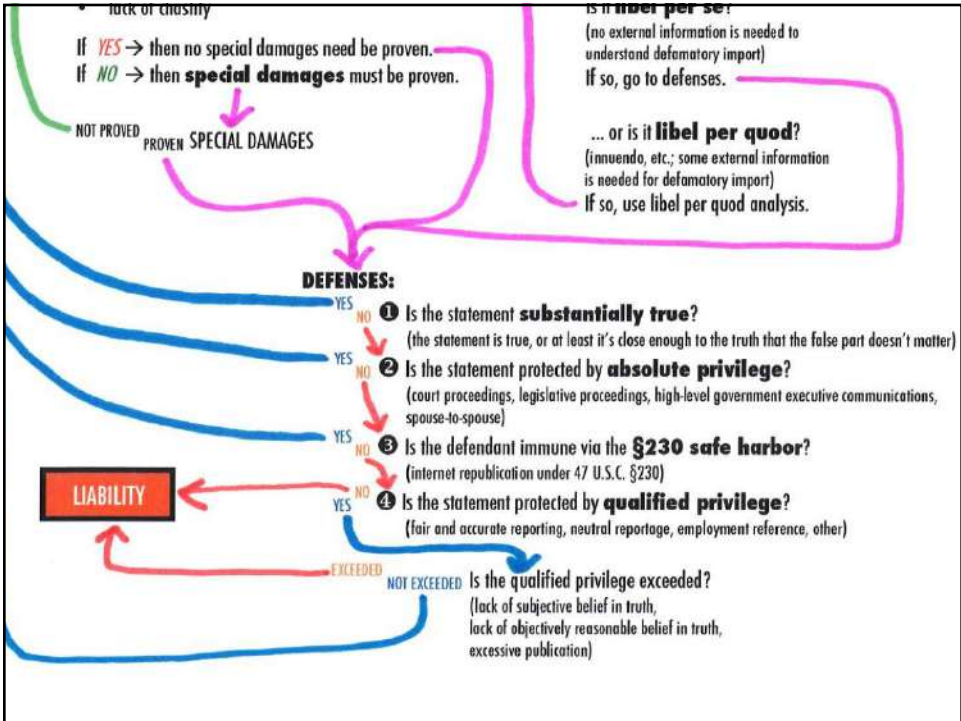 • lack of chastity
If YES → then no special damages need be proven.
If NO → then special damages must be proven.
NOT PROVED
PROVEN SPECIAL DAMAGES
Is it libel per se?
(no external information is needed to
understand defamatory import)
If so, go to defenses.
... or is it libel per quod?
(innuendo, etc.; some external information
is needed for defamatory import)
If so, use libel per quod analysis.
DEFENSES:
YES
NO ❶ Is the statement substantially true?
(the statement is true, or at least it's close enough to the truth that the false part doesn't matter)
YES
NO ❷ Is the statement protected by absolute privilege?
(court proceedings, legislative proceedings, high-level government executive communications,
spouse-to-spouse)
YES
NO ❸ Is the defendant immune via the §230 safe harbor?
(internet republication under 47 U.S.C. §230)
LIABILITY
NO
YES ❹ Is the statement protected by qualified privilege?
(fair and accurate reporting, neutral reportage, employment reference, other)
EXCEEDED
NOT EXCEEDED Is the qualified privilege exceeded?
(lack of subjective belief in truth,
lack of objectively reasonable belief in truth,
excessive publication)